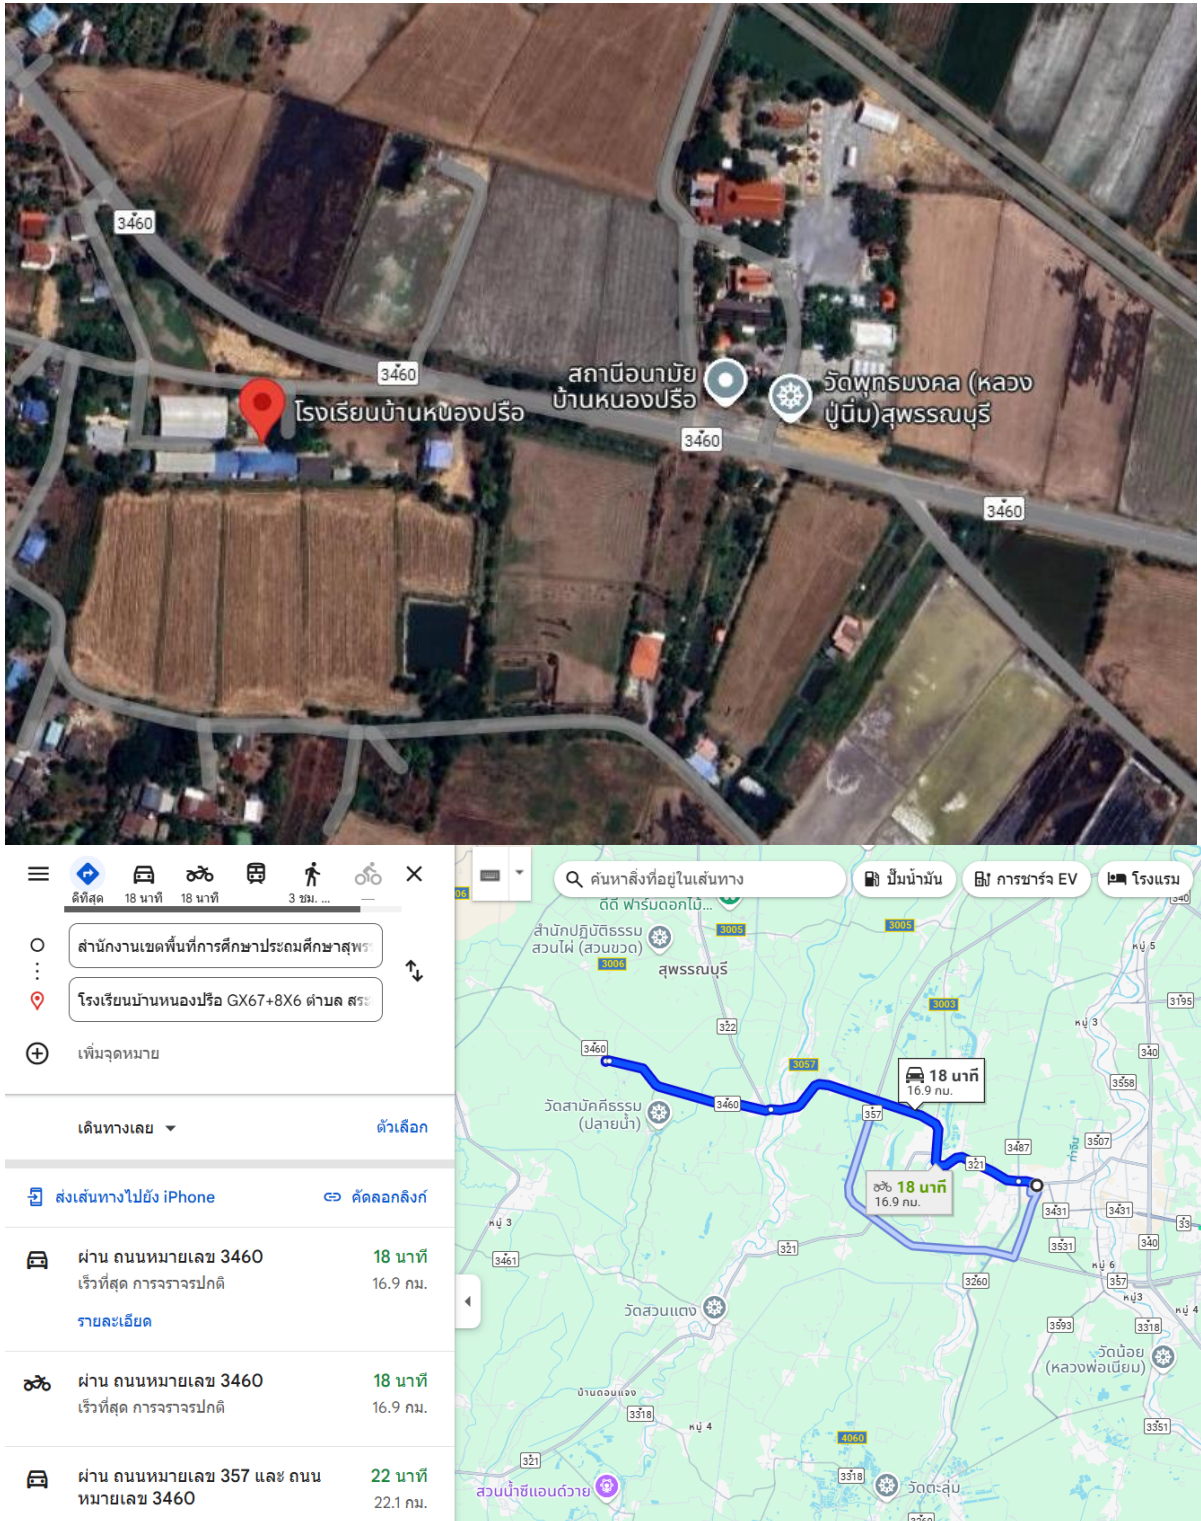 3460
3460
โรงเรียนบ้านหนองปรือ
สถานีอนามัย
บ้านหนองปรือ
วัดพุทธมงคล (หลวง
ปู่นิ่ม)สุพรรณบุรี
3460
3460
ดีที่สุด
18 นาที
18 นาที
3 ชม. ...
—
สำนักงานเขตพื้นที่การศึกษาประถมศึกษาสุพร
โรงเรียนบ้านหนองปรือ GX67+8X6 ตำบล สระ
เพิ่มจุดหมาย
เดินทางเลย
ตัวเลือก
ส่งเส้นทางไปยัง iPhone
คัดลอกลิงก์
ผ่าน ถนนหมายเลข 3460
18 นาที
เร็วที่สุด การจราจรปกติ
16.9 กม.
รายละเอียด
ผ่าน ถนนหมายเลข 3460
18 นาที
เร็วที่สุด การจราจรปกติ
16.9 กม.
ผ่าน ถนนหมายเลข 357 และ ถนน
หมายเลข 3460
22 นาที
22.1 กม.
ค้นหาสิ่งที่อยู่ในเส้นทาง
ปั๊มน้ำมัน
การชาร์จ EV
โรงแรม
06
ดีดี ฟาร์มดอกไม้...
340
สำนักปฏิบัติธรรม
สวนไผ่ (สวนขวด)
3005
3005
3006
สุพรรณบุรี
หมู่ 5
3195
3003
322
หมู่ 3
3460
340
3057
18 นาที
16.9 กม.
3558
วัดสามัคคีธรรม
(ปลายน้ำ)
3460
357
3487
3507
ท่าจีน
321
18 นาที
16.9 กม.
หมู่ 3
3431
3431
33
3461
321
3531
340
หมู่ 6
3260
357
หมู่3
หมู่ 4
วัดสวนแตง
3593
3318
วัดน้อย
(หลวงพ่อเนียม)
บ้านดอนแจง
3318
หมู่ 4
3351
4060
321
3318
วัดตะลุ่ม
สวนน้ำซีแอนด์วาย
3260